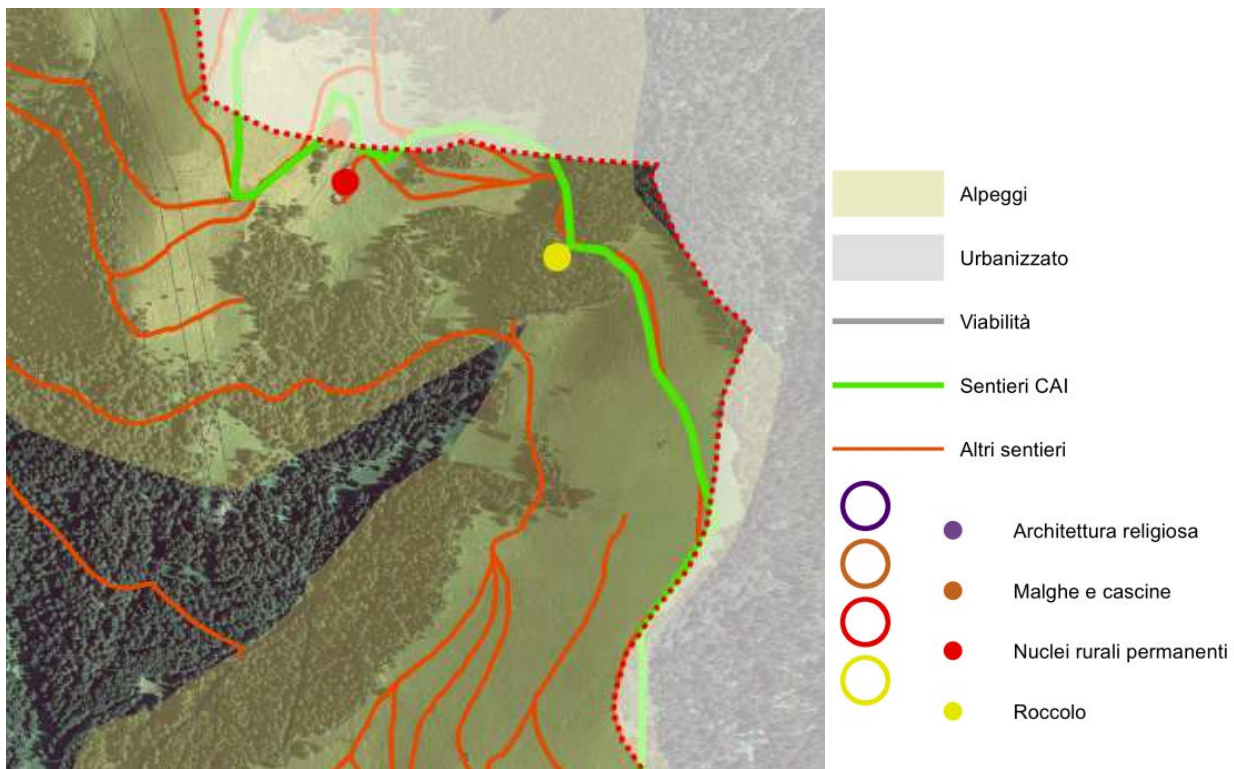 Alpeggi
Urbanizzato
Viabilità
Sentieri CAI
Altri sentieri
Architettura religiosa
Malghe e cascine
Nuclei rurali permanenti
Roccolo